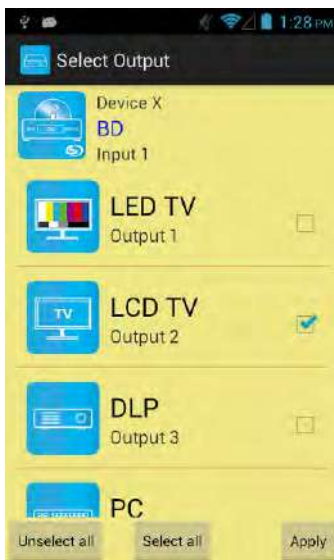 1:28 PM
Select Output
Device X
BD
Input 1
LED TV
Output 1
TV
LCD TV
Output 2
DLP
Output 3
PC
Unselect all
Select all
Apply